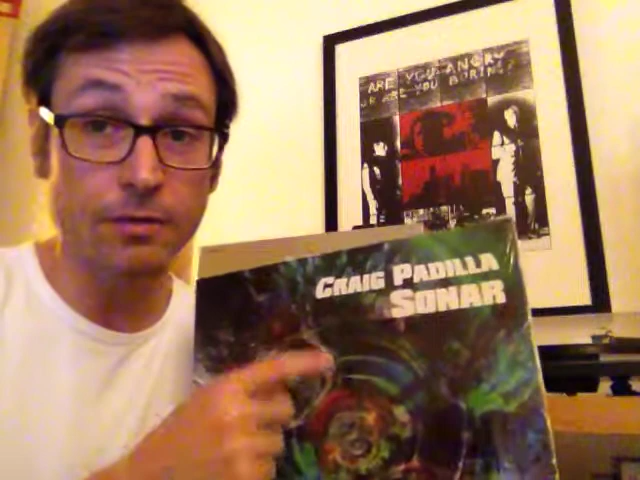 ARE YOU ANGRY
OR ARE YOU BORING?
CRAIG PADILLA
SONAR